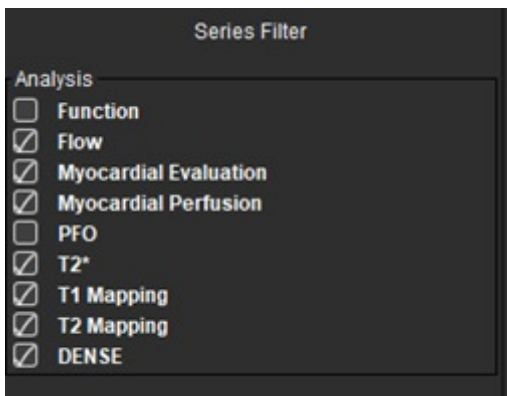 Series Filter
Analysis
Function
Flow
Myocardial Evaluation
Myocardial Perfusion
PFO
T2*
T1 Mapping
T2 Mapping
DENSE